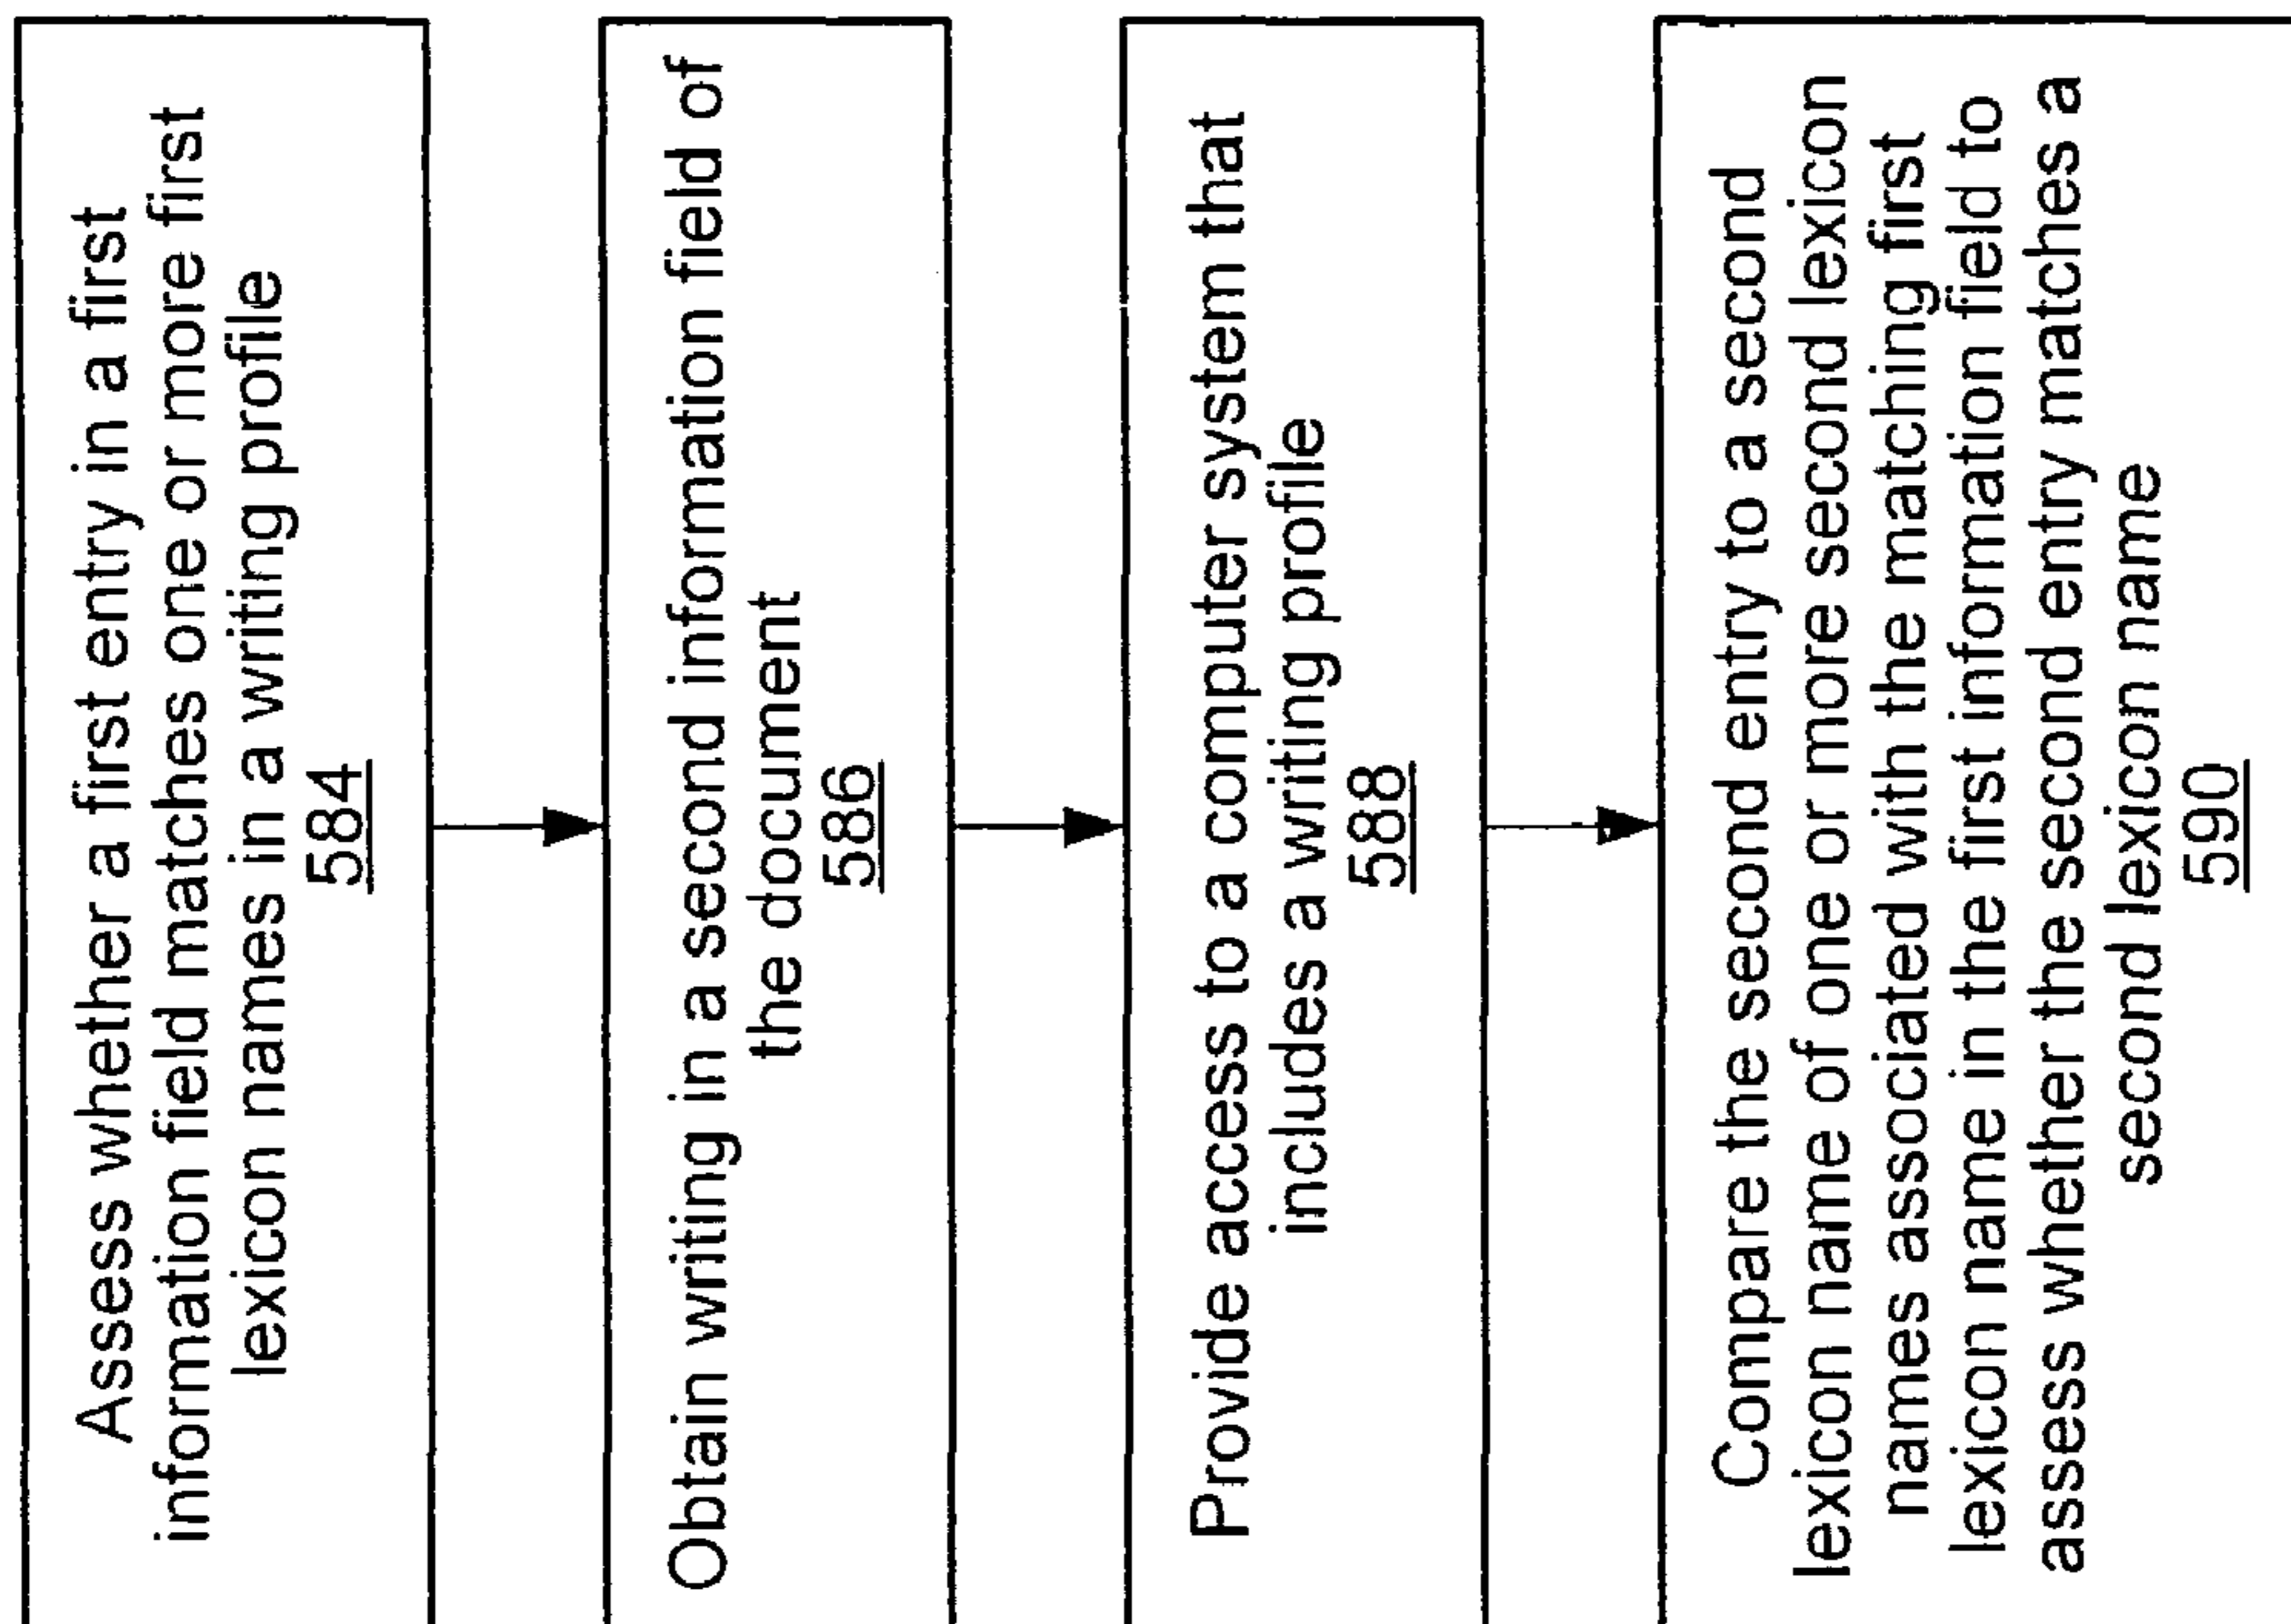 Assess whether a first entry in a first
information field matches one or more first
lexicon names in a writing profile
584
Obtain writing in a second information field of
the document
586
Provide access to a computer system that
includes a writing profile
588
Compare the second entry to a second
lexicon name of one or more second lexicon
names associated with the matching first
lexicon name in the first information field to
assess whether the second entry matches a
second lexicon name
590